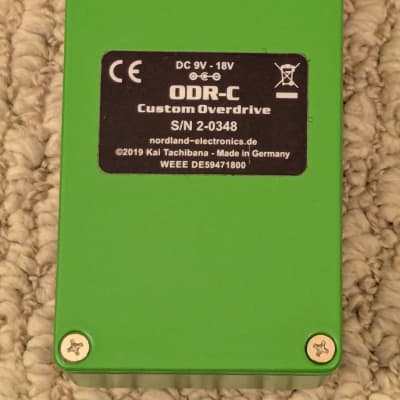 CE
DC 9V - 18V
ODR-C
Custom Overdrive
S/N 2-0348
nordland-electronics.de
©2019 Kai Tachibana - Made in Germany
WEEE DE59471800